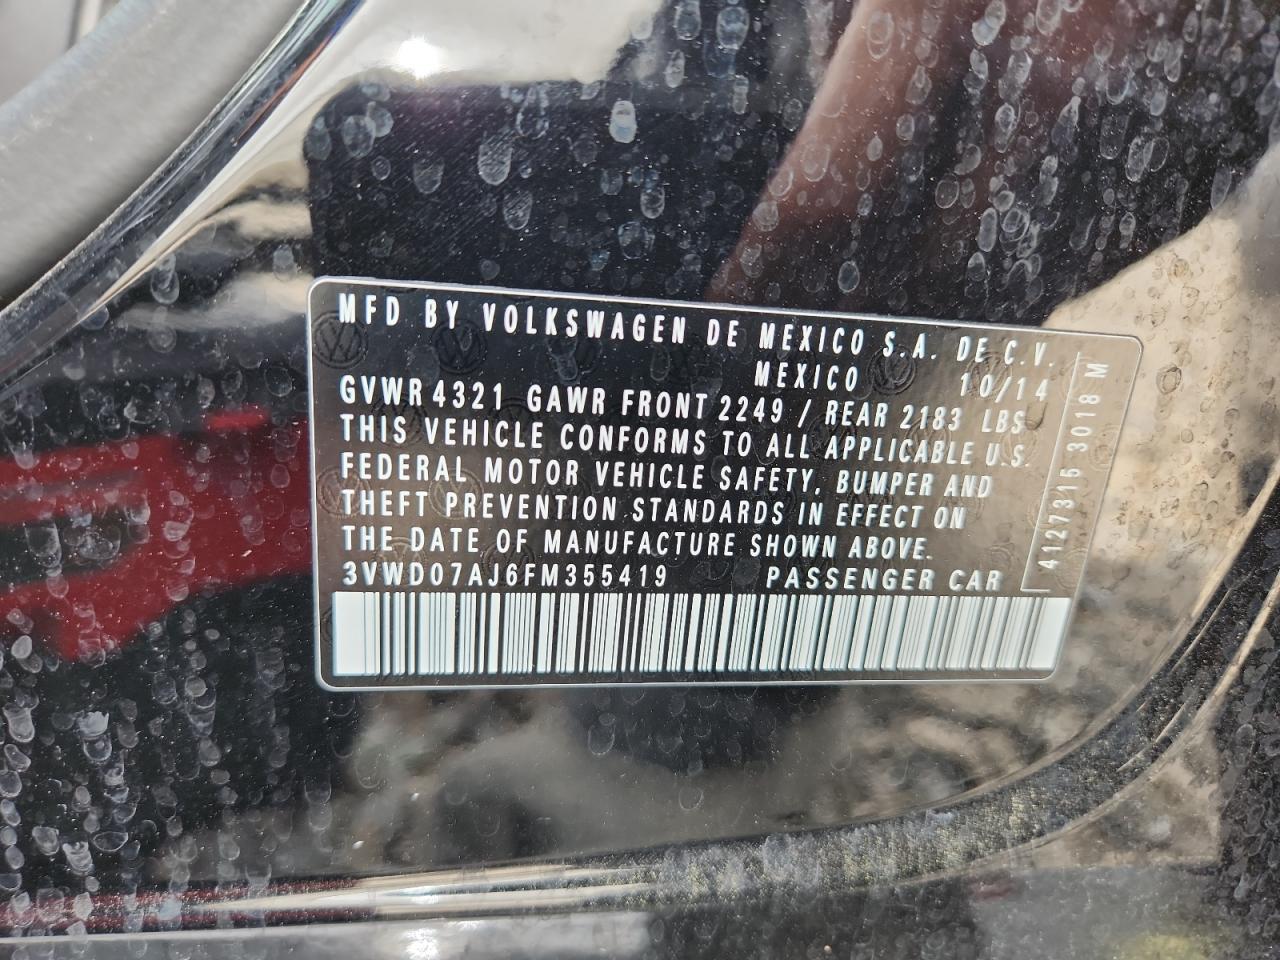 MFD BY VOLKSWAGEN DE MEXICO S.A. DE C.V.
MEXICO 10/14
GVWR 4321 GAWR FRONT 2249 / REAR 2183 LBS
THIS VEHICLE CONFORMS TO ALL APPLICABLE U.S.
FEDERAL MOTOR VEHICLE SAFETY, BUMPER AND
THEFT PREVENTION STANDARDS IN EFFECT ON
THE DATE OF MANUFACTURE SHOWN ABOVE.
3VWD07AJ6FM355419 PASSENGER CAR
41273 16 3018 M